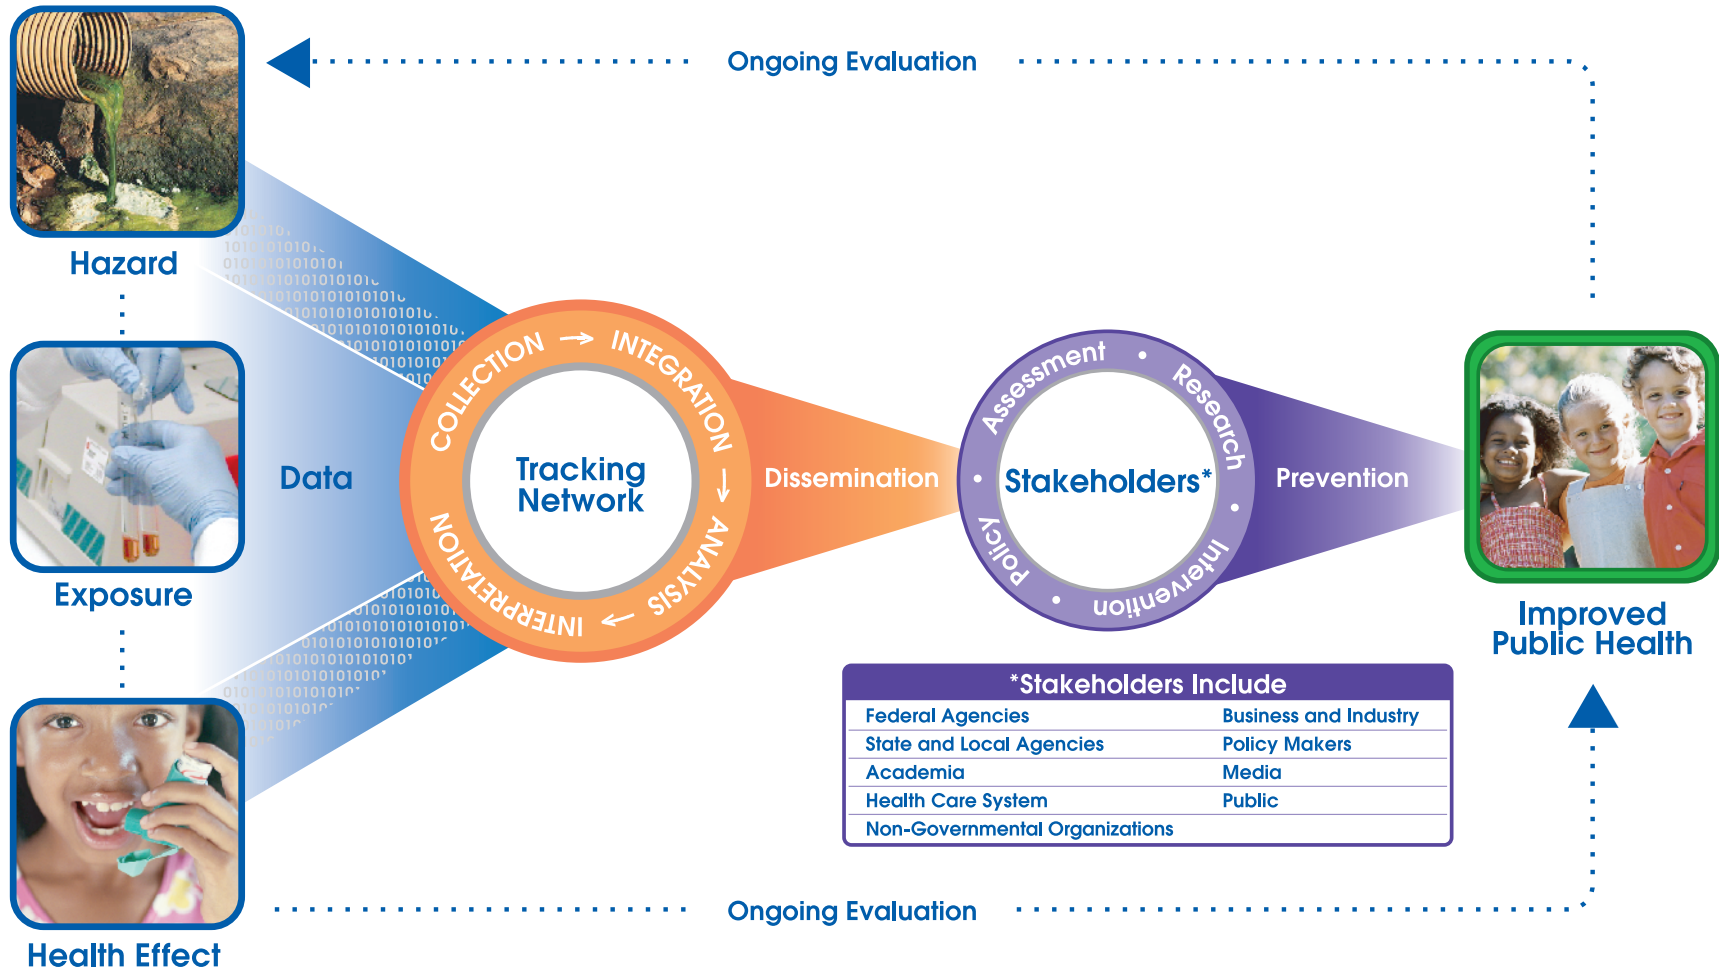 Ongoing Evaluation
Hazard
Exposure
Health Effect
Data
COLLECTION → INTEGRATION → ANALYSIS → INTERPRETATION
Tracking
Network
Dissemination
Assessment • Research • Intervention • Policy •
Stakeholders*
Prevention
Improved
Public Health
*Stakeholders Include
Federal Agencies
Business and Industry
State and Local Agencies
Policy Makers
Academia
Media
Health Care System
Public
Non-Governmental Organizations
Ongoing Evaluation